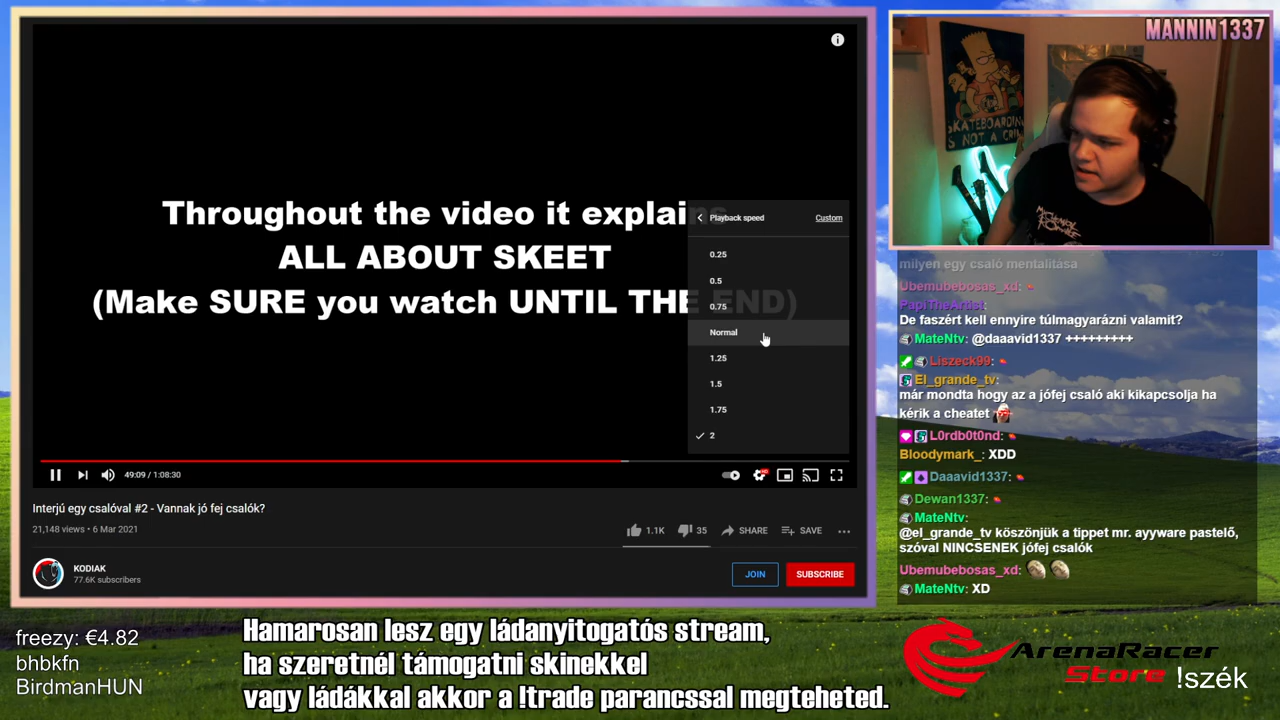 Throughout the video it explains
ALL ABOUT SKEET
(Make SURE you watch UNTIL THE END)
Playback speed
Custom
0.25
0.5
0.75
Normal
1.25
1.5
1.75
2
49:09 / 1:08:30
HD
Interjú egy csalóval #2 - Vannak jó fej csalók?
21,148 views • 6 Mar 2021
1.1K
35
SHARE
SAVE
KODIAK
77.6K subscribers
JOIN
SUBSCRIBE
MANNIN1337
SKATEBOARDING
IS NOT A CRIME
milyen egy csaló mentalitása
Ubemubebosas_xd:
PapiTheArtist:
De faszért kell ennyire túlmagyarázni valamit?
MateNtv: @daaavid1337 +++++++++
Liszeck99:
El_grande_tv:
már mondta hogy az a jófej csaló aki kikapcsolja ha
kérik a cheatet
L0rdb0t0nd:
Bloodymark_: XDD
Daaavid1337:
Dewan1337:
MateNtv:
@el_grande_tv köszönjük a tippet mr. ayyware pastelő,
szóval NINCSENEK jófej csalók
Ubemubebosas_xd:
MateNtv: XD
freezy: €4.82
bhbkfn
BirdmanHUN
Hamarosan lesz egy ládanyitogatós stream,
ha szeretnél támogatni skinekkel
vagy ládákkal akkor a !trade parancssal megteheted.
ArenaRacer
Store
!szék